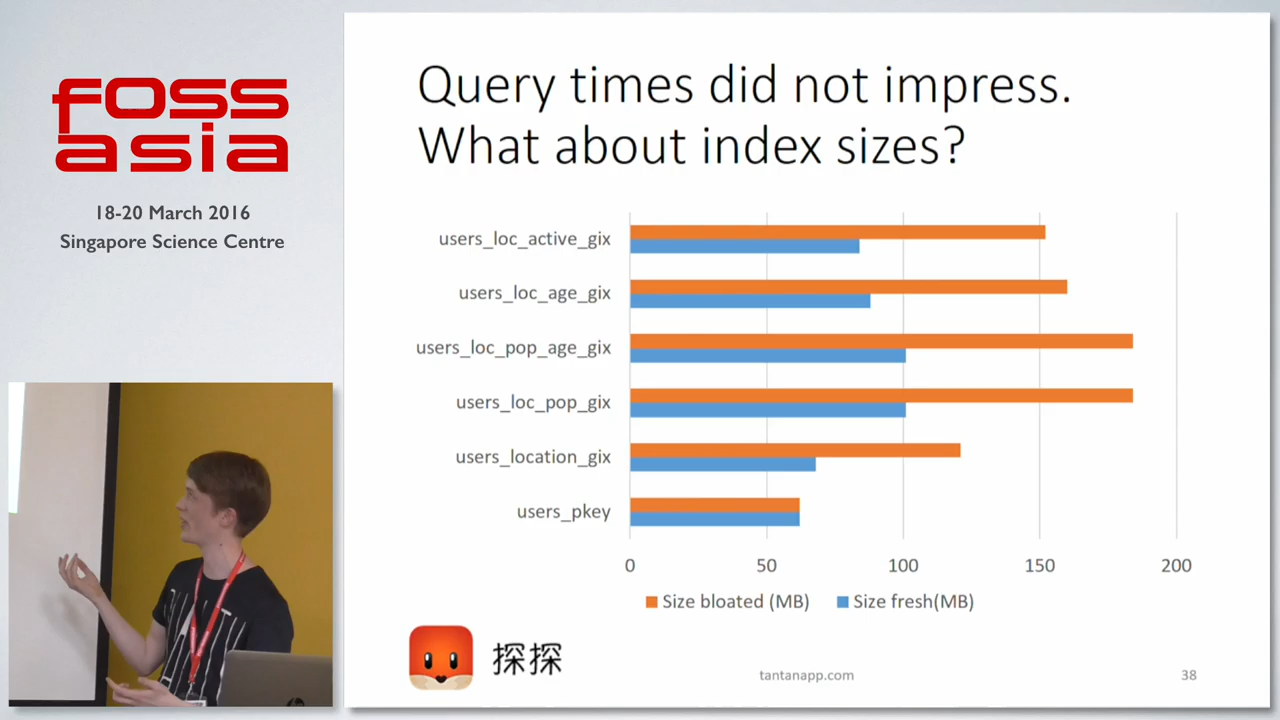 foss
asia
18-20 March 2016
Singapore Science Centre
Query times did not impress.
What about index sizes?
users_loc_active_gix
users_loc_age_gix
users_loc_pop_age_gix
users_loc_pop_gix
users_location_gix
users_pkey
0 50 100 150 200
Size bloated (MB) Size fresh(MB)
探探
tantanapp.com
38